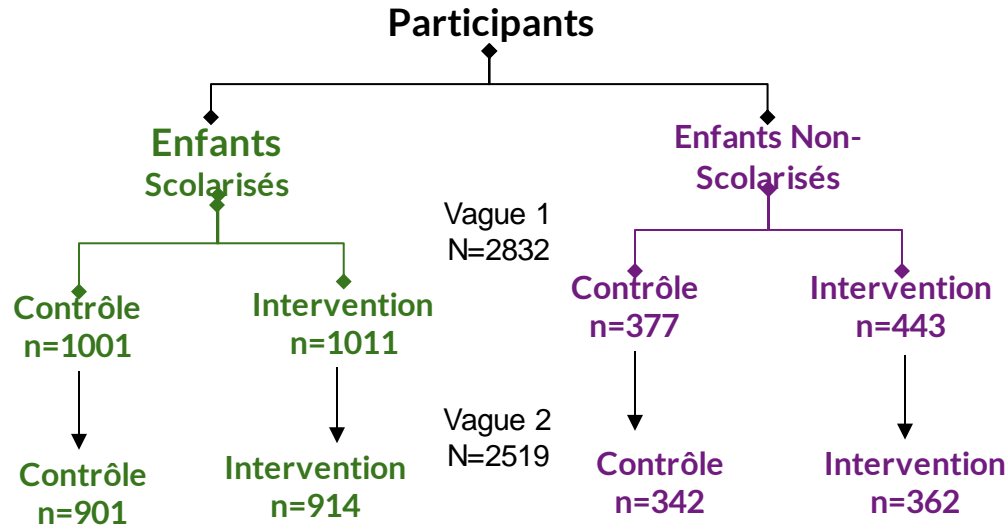 Participants
Enfants
Scolarisés
Enfants Non-
Scolarisés
Vague 1
N=2832
Contrôle
n=1001
Intervention
n=1011
Contrôle
n=377
Intervention
n=443
Vague 2
N=2519
Contrôle
n=901
Intervention
n=914
Contrôle
n=342
Intervention
n=362